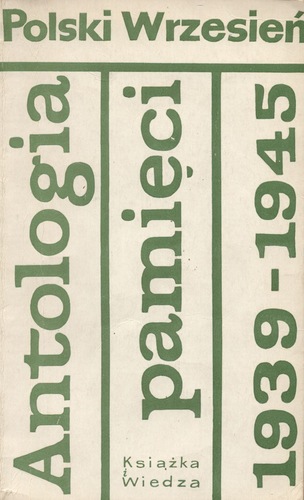 Polski Wrzesień
Antologia
pamięci
1939-1945
Książka
i
Wiedza